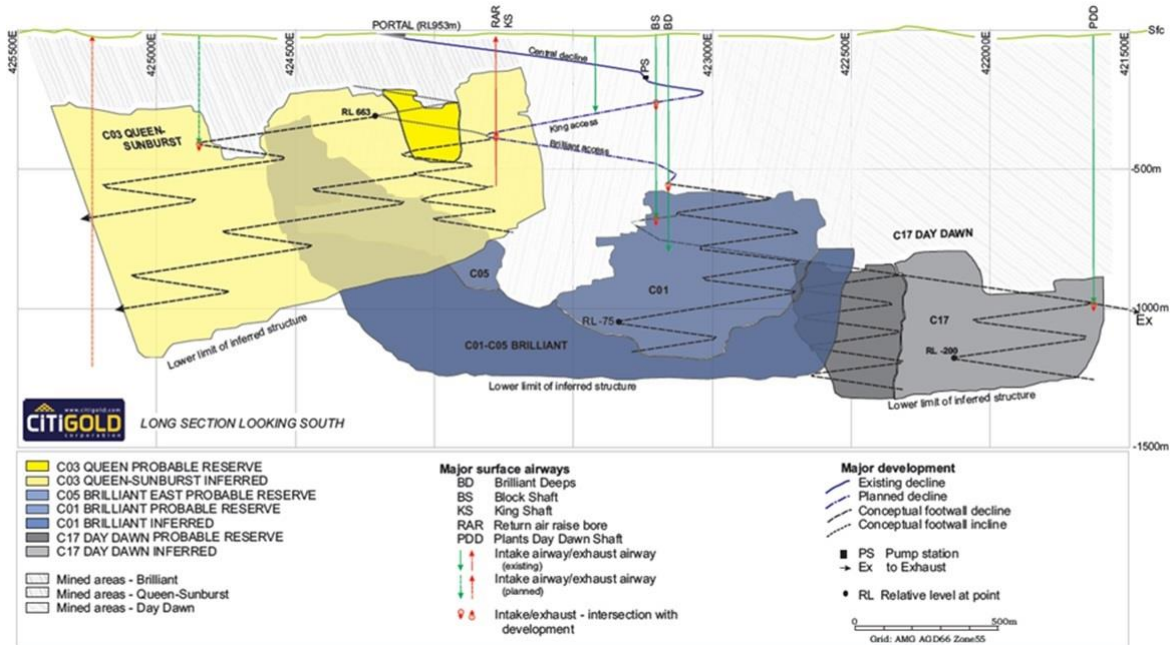 PORTAL (RL953m)
RAR
KS
BS
BD
PDD
Sfc
425500E
425000E
424500E
423000E
422500E
422000E
421500E
Central decline
PS
RL 663
King access
Brilliant access
C03 QUEEN-
SUNBURST
-500m
C17 DAY DAWN
C05
C01
C17
-1000m
Ex
RL -75
RL -200
C01-C05 BRILLIANT
Lower limit of inferred structure
Lower limit of inferred structure
Lower limit of inferred structure
www.citigold.com
CITIGOLD
corporation
LONG SECTION LOOKING SOUTH
-1500m
C03 QUEEN PROBABLE RESERVE
C03 QUEEN-SUNBURST INFERRED
C05 BRILLIANT EAST PROBABLE RESERVE
C01 BRILLIANT PROBABLE RESERVE
C01 BRILLIANT INFERRED
C17 DAY DAWN PROBABLE RESERVE
C17 DAY DAWN INFERRED
Mined areas - Brilliant
Mined areas - Queen-Sunburst
Mined areas - Day Dawn
Major surface airways
BD Brilliant Deeps
BS Block Shaft
KS King Shaft
RAR Return air raise bore
PDD Plants Day Dawn Shaft
Intake airway/exhaust airway
(existing)
Intake airway/exhaust airway
(planned)
Intake/exhaust - intersection with
development
Major development
Existing decline
Planned decline
Conceptual footwall decline
Conceptual footwall incline
PS Pump station
Ex to Exhaust
RL Relative level at point
0 500m
Grid: AMG AGD66 Zone55